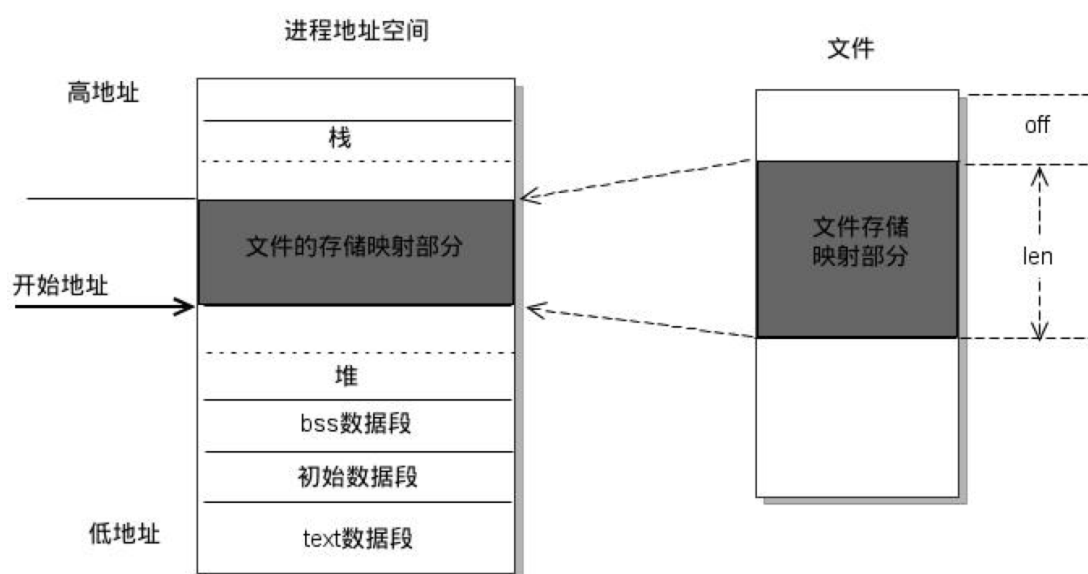 进程地址空间
文件
高地址
off
栈
文件的存储映射部分
文件存储
映射部分
len
开始地址
堆
bss数据段
初始数据段
低地址
text数据段